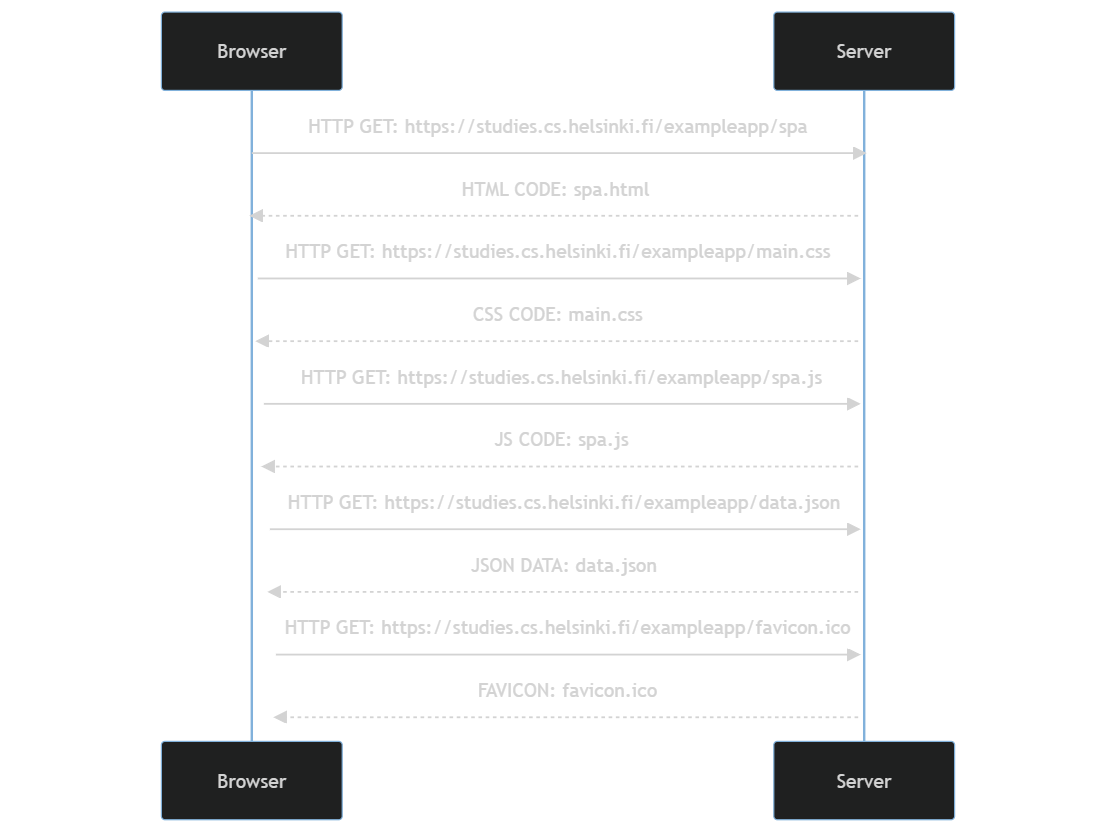 Browser
Server
HTTP GET: https://studies.cs.helsinki.fi/exampleapp/spa
HTML CODE: spa.html
HTTP GET: https://studies.cs.helsinki.fi/exampleapp/main.css
CSS CODE: main.css
HTTP GET: https://studies.cs.helsinki.fi/exampleapp/spa.js
JS CODE: spa.js
HTTP GET: https://studies.cs.helsinki.fi/exampleapp/data.json
JSON DATA: data.json
HTTP GET: https://studies.cs.helsinki.fi/exampleapp/favicon.ico
FAVICON: favicon.ico
Browser
Server